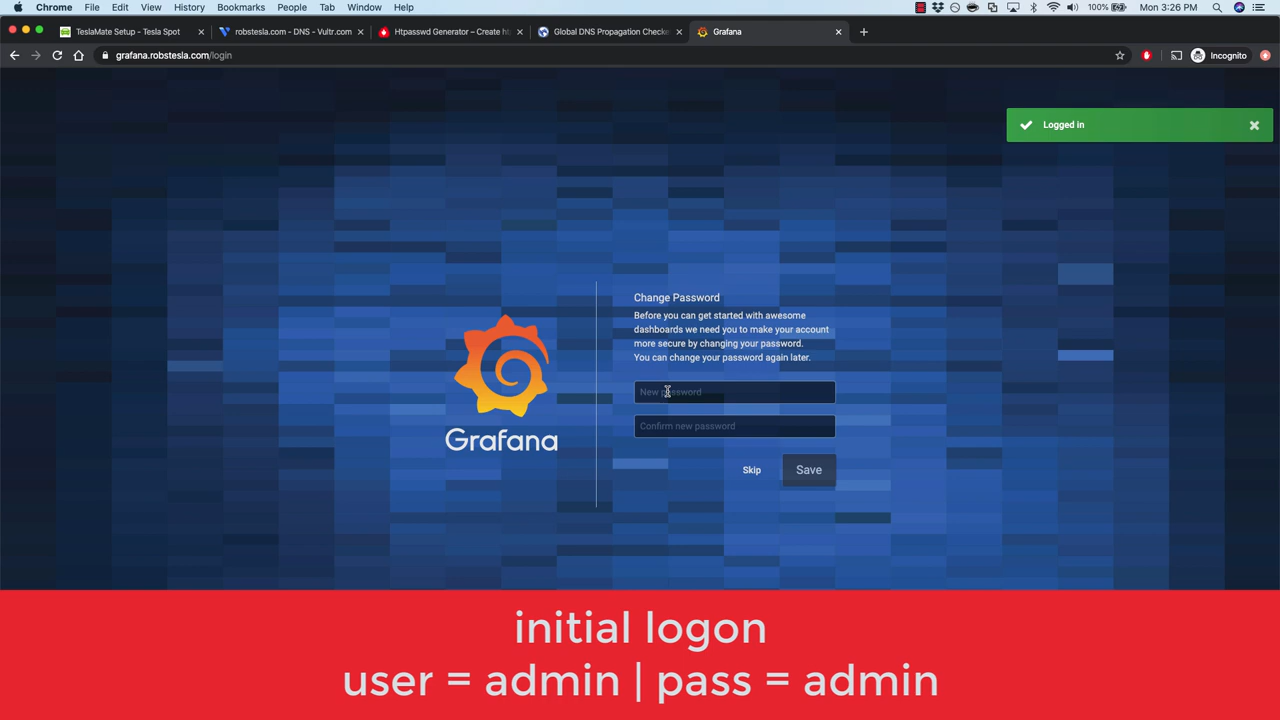 Chrome File Edit View History Bookmarks People Tab Window Help 100% Mon 3:26 PM
TeslaMate Setup - Tesla Spot
robstesla.com - DNS - Vultr.com
Htpasswd Generator – Create ht
Global DNS Propagation Checke
Grafana
grafana.robstesla.com/login
Incognito
Logged in
Change Password
Before you can get started with awesome
dashboards we need you to make your account
more secure by changing your password.
You can change your password again later.
New password
Confirm new password
Skip Save
Grafana
initial logon
user = admin | pass = admin